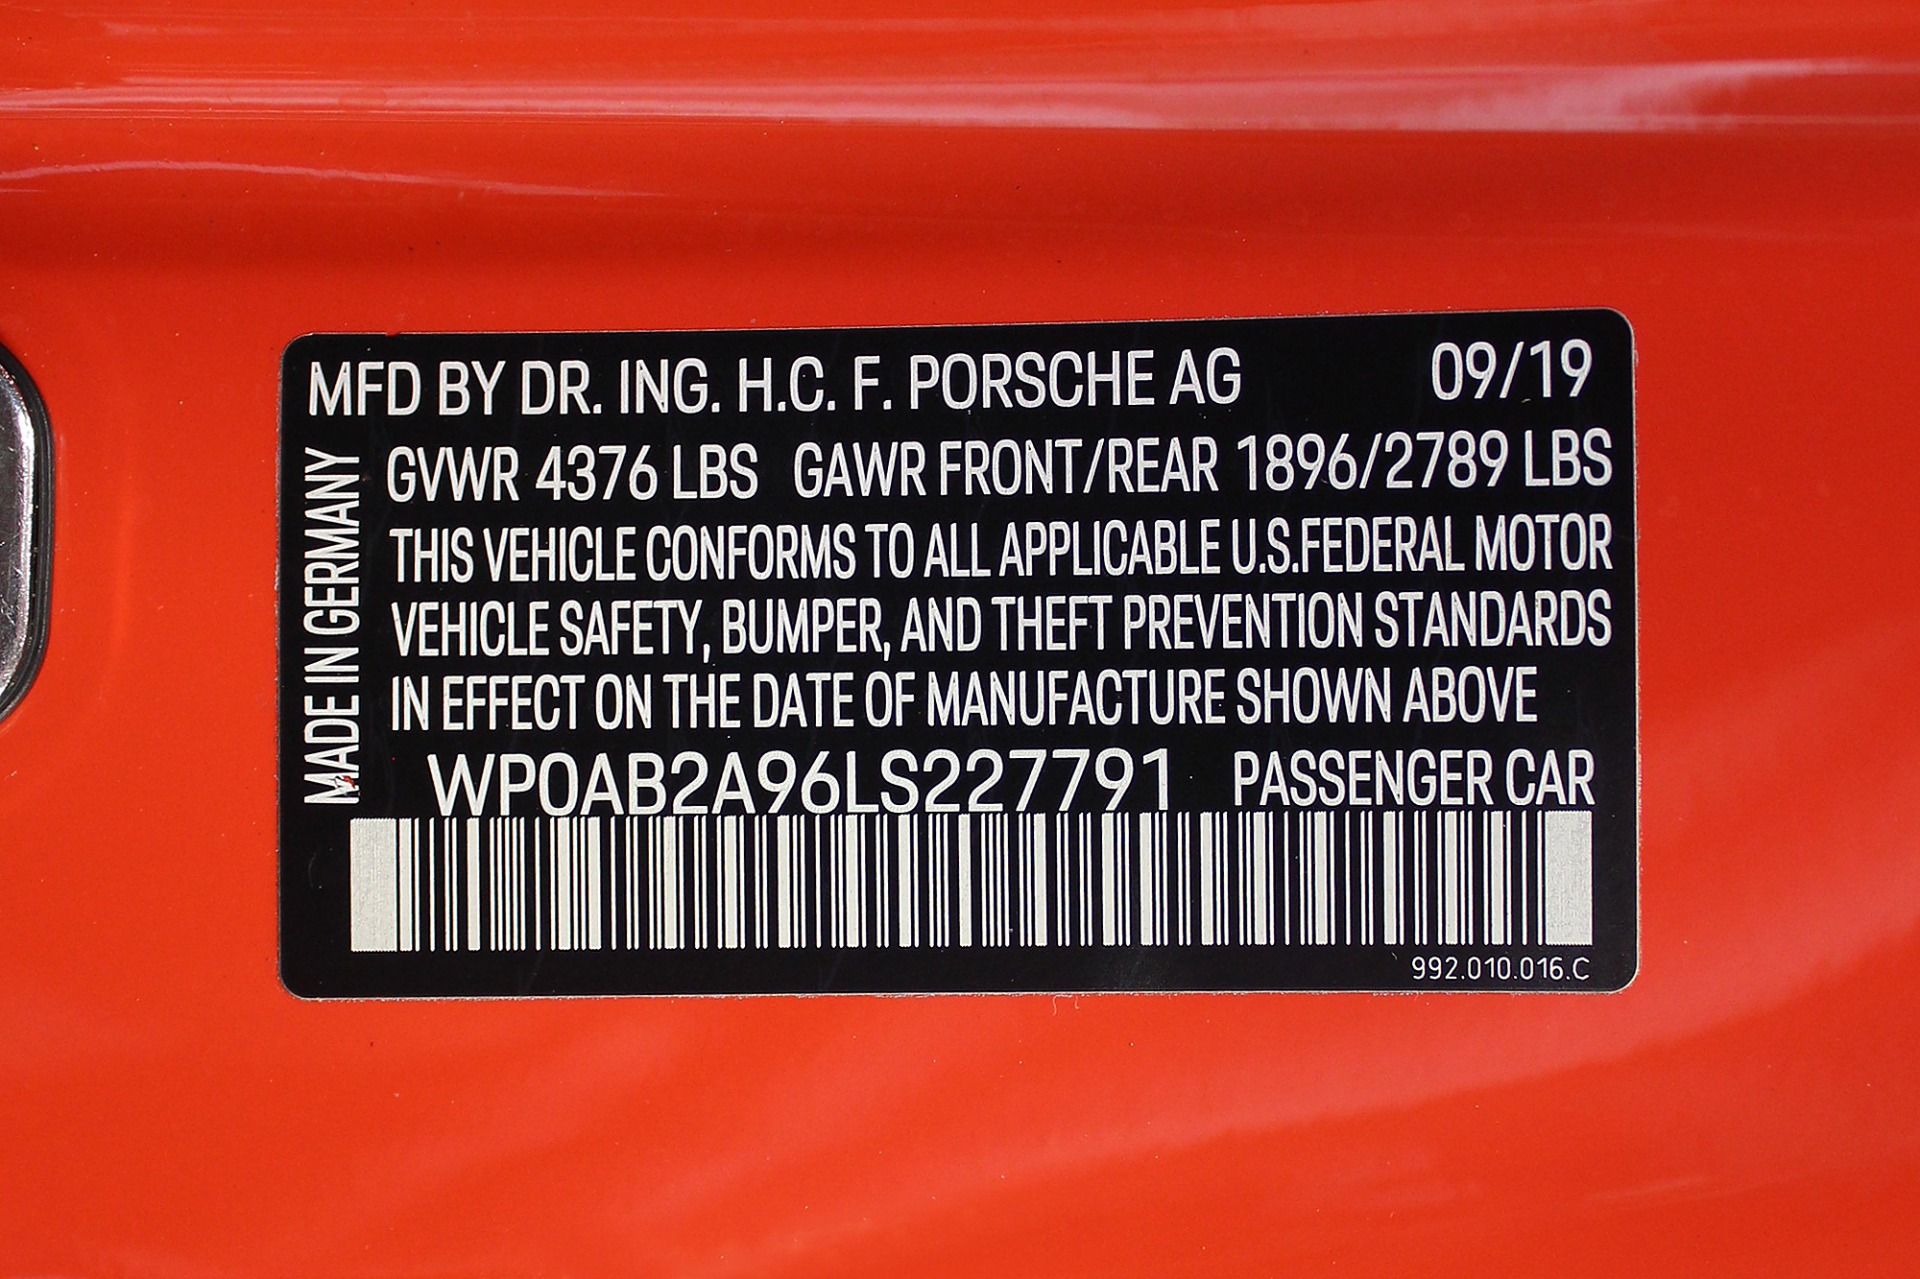 MFD BY DR. ING. H.C. F. PORSCHE AG 09/19
GVWR 4376 LBS GAWR FRONT/REAR 1896/2789 LBS
THIS VEHICLE CONFORMS TO ALL APPLICABLE U.S.FEDERAL MOTOR
VEHICLE SAFETY, BUMPER, AND THEFT PREVENTION STANDARDS
IN EFFECT ON THE DATE OF MANUFACTURE SHOWN ABOVE
MADE IN GERMANY
WP0AB2A96LS227791 PASSENGER CAR
992.010.016.C